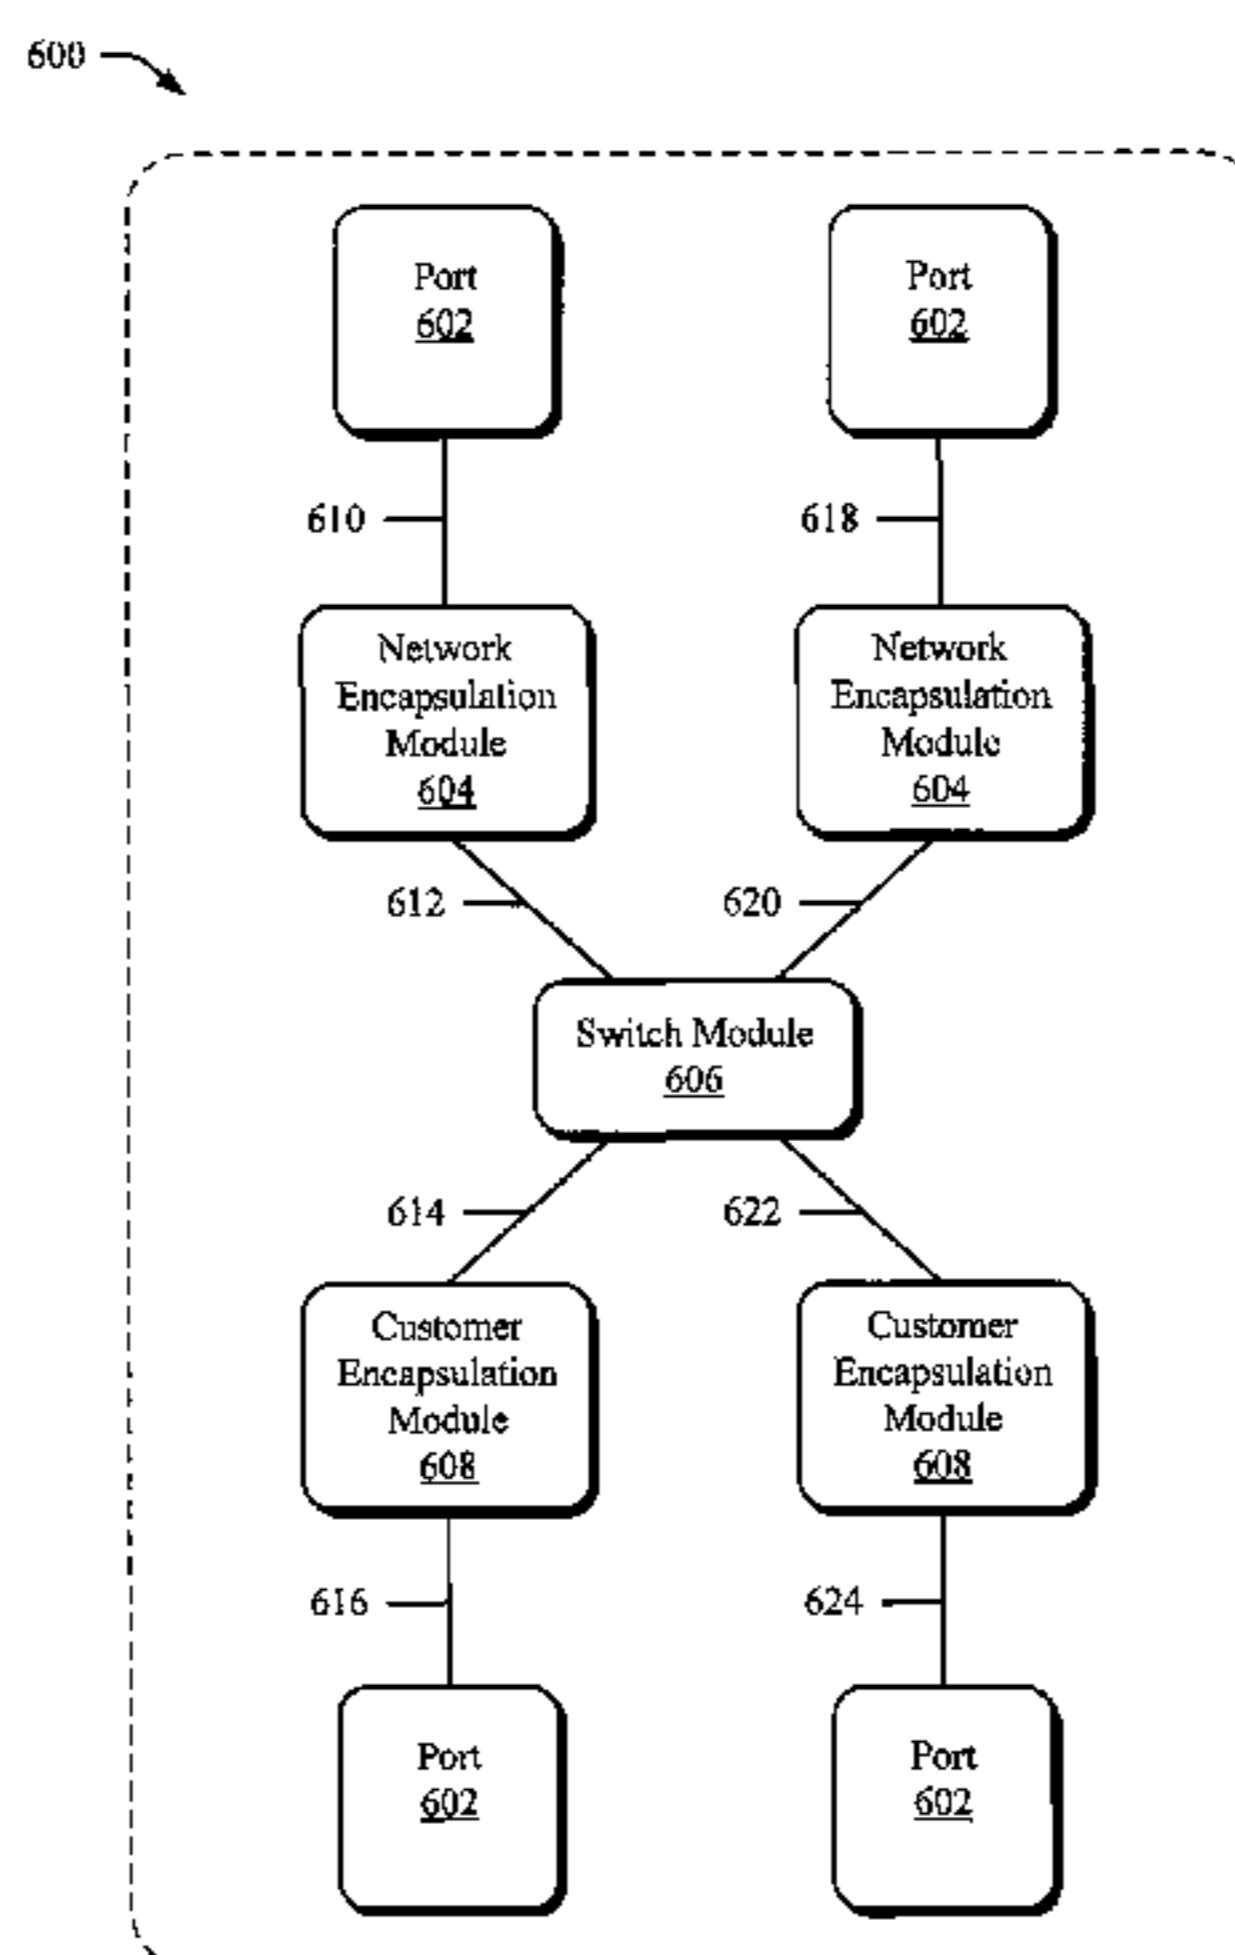 600
Port
602
Port
602
610
618
Network
Encapsulation
Module
604
Network
Encapsulation
Module
604
612
620
Switch Module
606
614
622
Customer
Encapsulation
Module
608
Customer
Encapsulation
Module
608
616
624
Port
602
Port
602